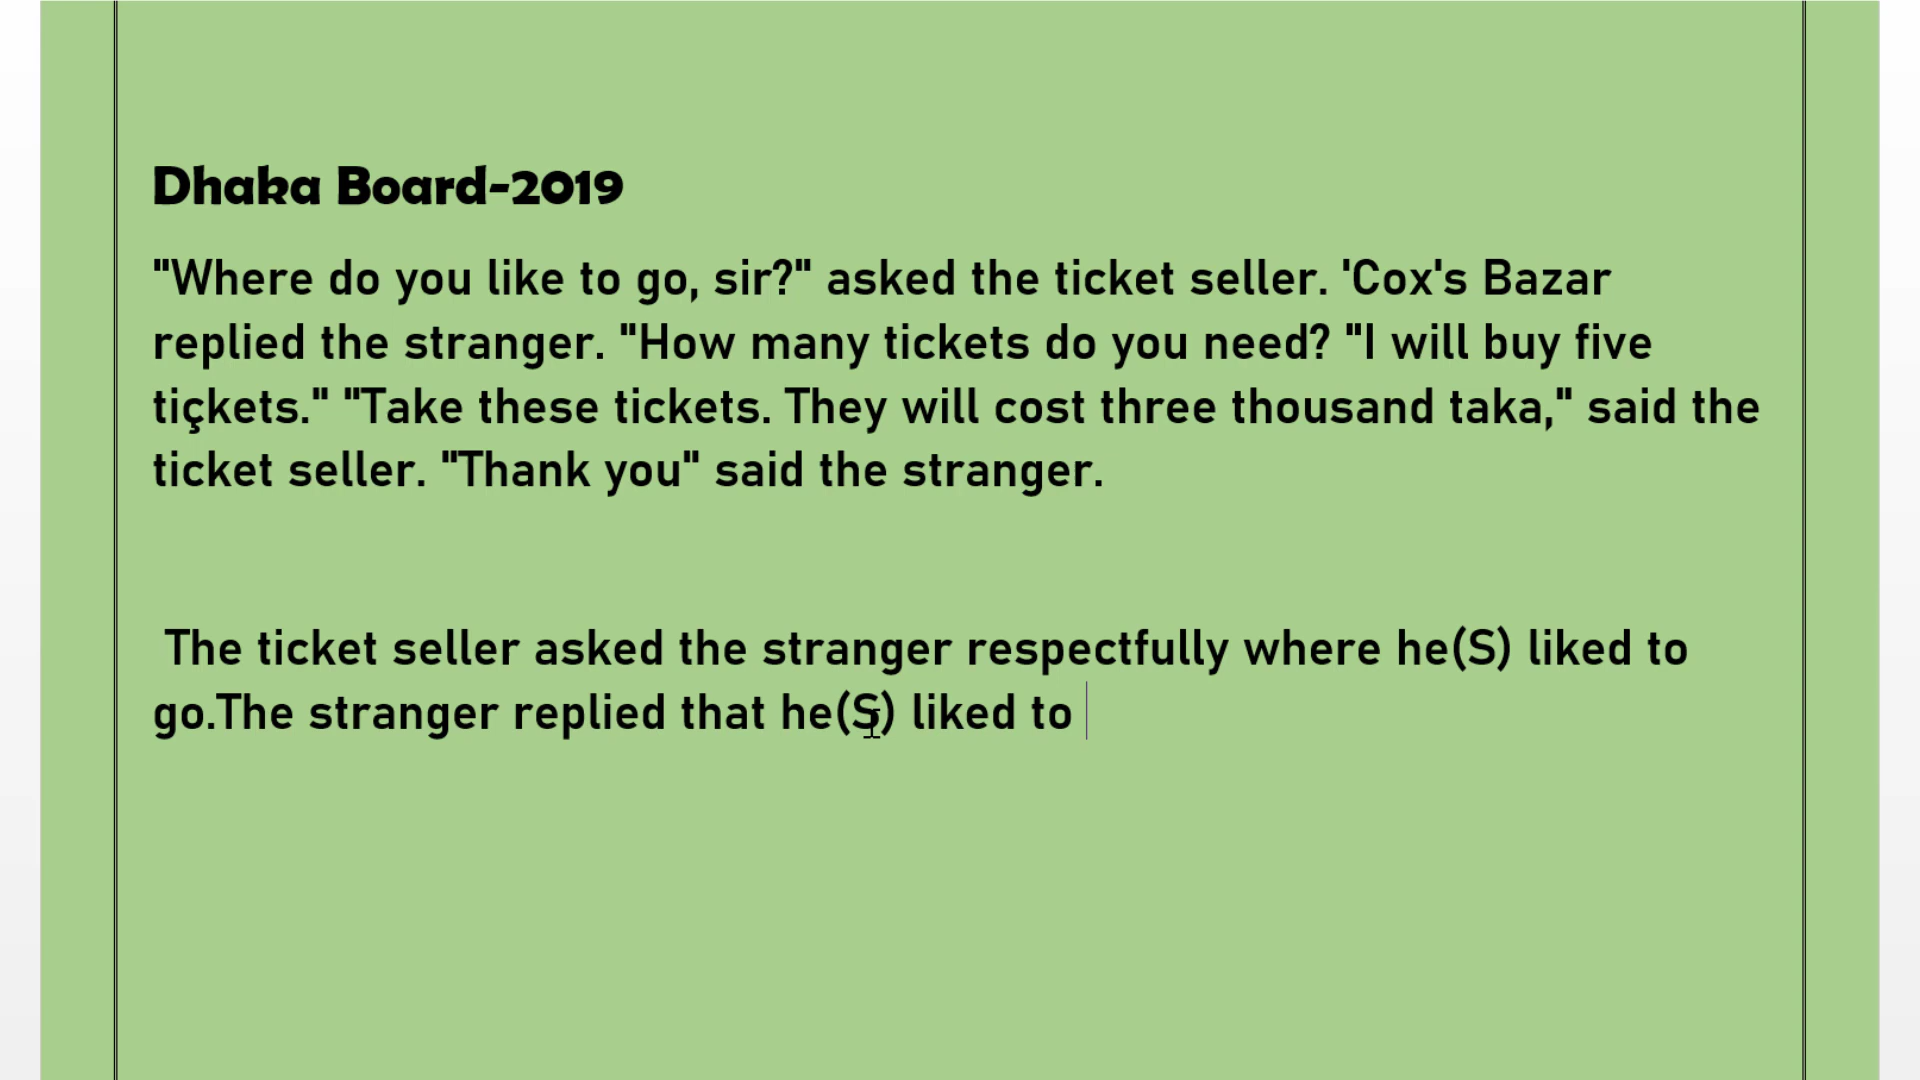 Dhaka Board-2019
"Where do you like to go, sir?" asked the ticket seller. 'Cox's Bazar
replied the stranger. "How many tickets do you need? "I will buy five
tiçkets." "Take these tickets. They will cost three thousand taka," said the
ticket seller. "Thank you" said the stranger.
The ticket seller asked the stranger respectfully where he(S) liked to
go.The stranger replied that he(S) liked to